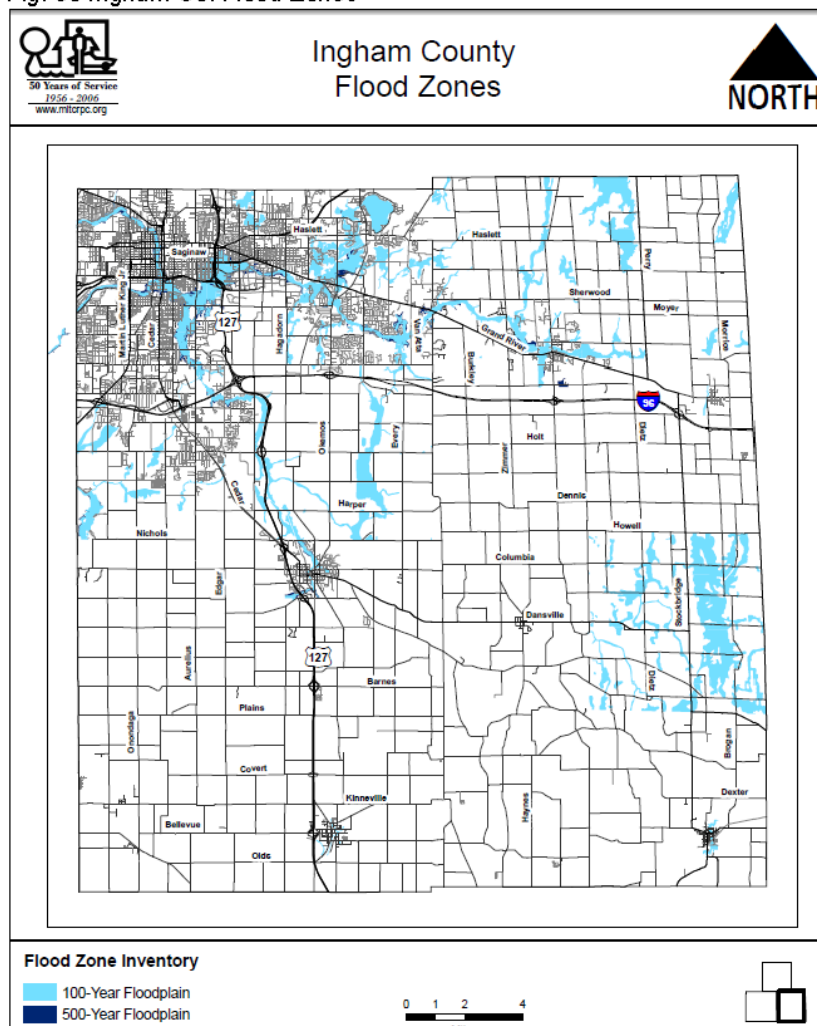 50 Years of Service
1956 - 2006
www.mitcrpc.org
Ingham County
Flood Zones
NORTH
Haslett
Haslett
Saginaw
Perry
Sherwood
Moyer
Martin Luther King Jr
Cedar
127
Hagadorn
Van Atta
Grand River
Morrice
Burkley
96
Okemos
Every
Holt
Dietz
Zimmer
Cedar
Harper
Dennis
Nichols
Howell
Columbia
Edgar
Stockbridge
Dansville
127
Aurelius
Barnes
Dietz
Plains
Onondaga
Brogan
Covert
Kinneville
Haynes
Dexter
Bellevue
Olds
Flood Zone Inventory
100-Year Floodplain
500-Year Floodplain
0 1 2 4